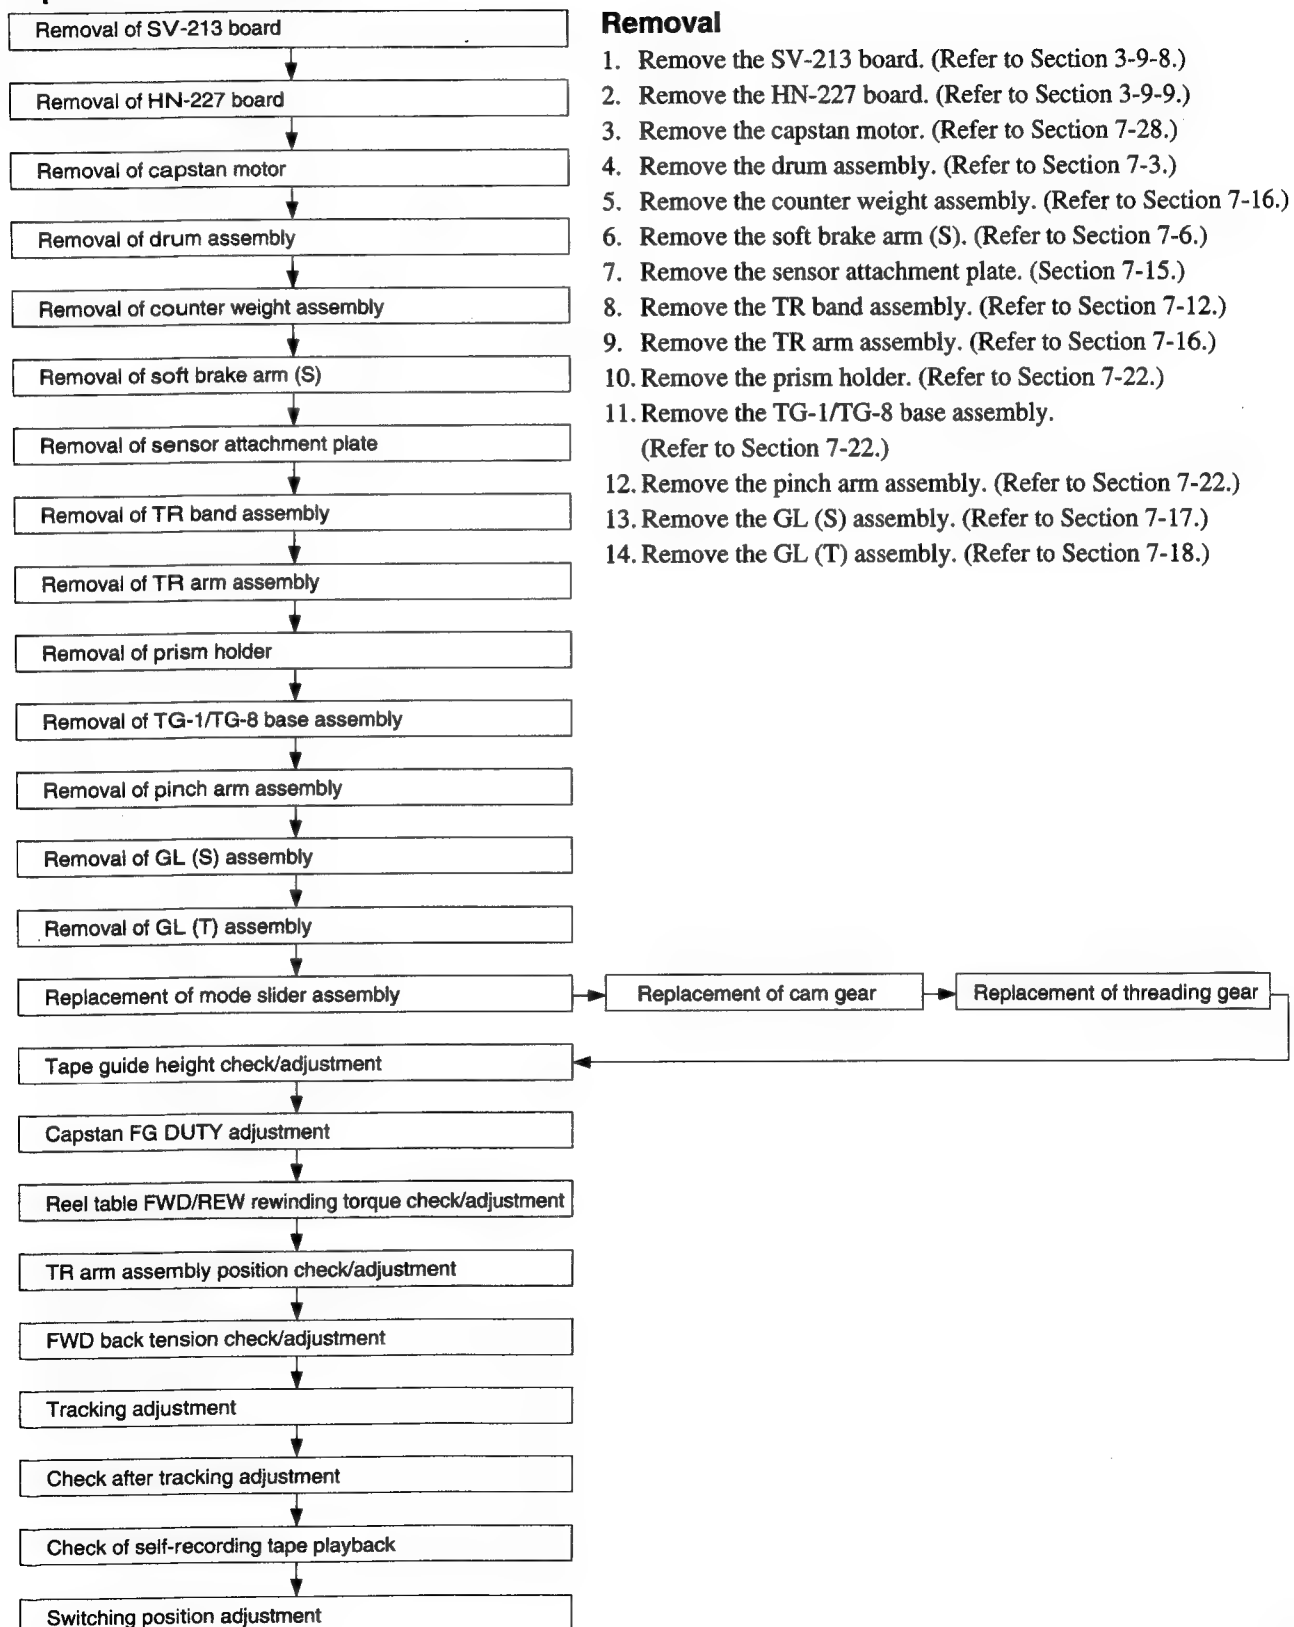 Removal of SV-213 board
Removal of HN-227 board
Removal of capstan motor
Removal of drum assembly
Removal of counter weight assembly
Removal of soft brake arm (S)
Removal of sensor attachment plate
Removal of TR band assembly
Removal of TR arm assembly
Removal of prism holder
Removal of TG-1/TG-8 base assembly
Removal of pinch arm assembly
Removal of GL (S) assembly
Removal of GL (T) assembly
Replacement of mode slider assembly
Replacement of cam gear
Replacement of threading gear
Tape guide height check/adjustment
Capstan FG DUTY adjustment
Reel table FWD/REW rewinding torque check/adjustment
TR arm assembly position check/adjustment
FWD back tension check/adjustment
Tracking adjustment
Check after tracking adjustment
Check of self-recording tape playback
Switching position adjustment
Removal
1. Remove the SV-213 board. (Refer to Section 3-9-8.)
2. Remove the HN-227 board. (Refer to Section 3-9-9.)
3. Remove the capstan motor. (Refer to Section 7-28.)
4. Remove the drum assembly. (Refer to Section 7-3.)
5. Remove the counter weight assembly. (Refer to Section 7-16.)
6. Remove the soft brake arm (S). (Refer to Section 7-6.)
7. Remove the sensor attachment plate. (Section 7-15.)
8. Remove the TR band assembly. (Refer to Section 7-12.)
9. Remove the TR arm assembly. (Refer to Section 7-16.)
10. Remove the prism holder. (Refer to Section 7-22.)
11. Remove the TG-1/TG-8 base assembly.
(Refer to Section 7-22.)
12. Remove the pinch arm assembly. (Refer to Section 7-22.)
13. Remove the GL (S) assembly. (Refer to Section 7-17.)
14. Remove the GL (T) assembly. (Refer to Section 7-18.)